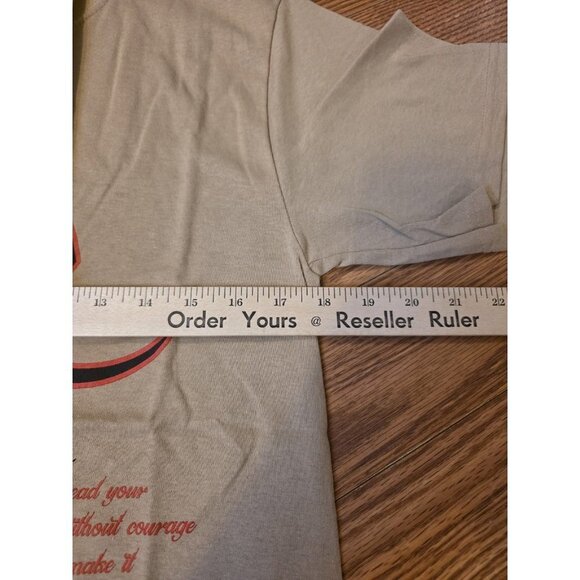 13 14 15 16 17 18 19 20 21 22
Order Yours @ Reseller Ruler
ead your
ithout courage
make it